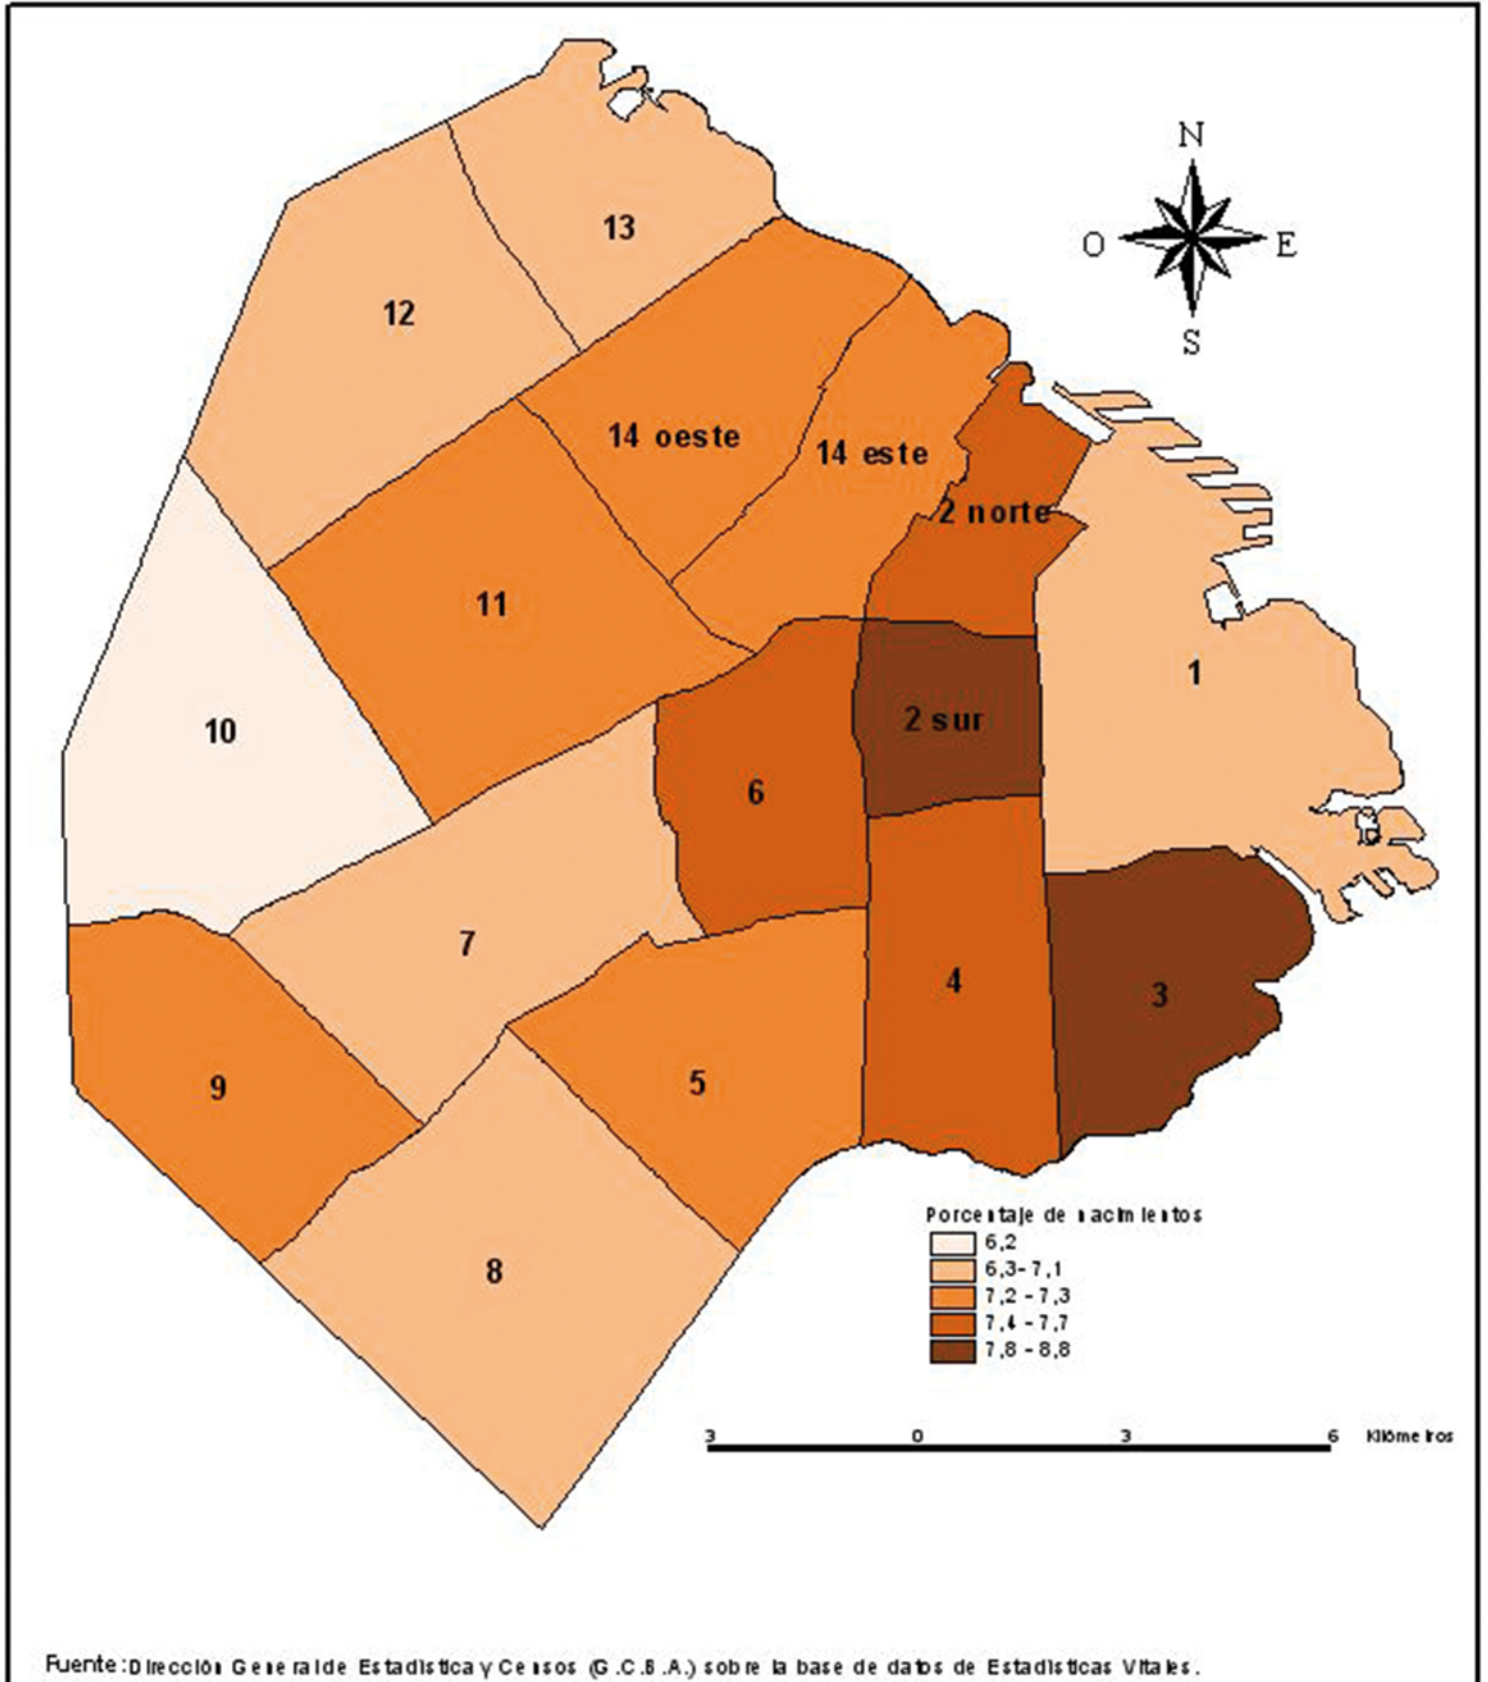 N
13
O
E
12
S
14 oeste
14 este
2 norte
11
1
10
2 sur
6
7
4
3
9
5
Porcentaje de nacimientos
6,2
6,3- 7,1
8
7,2 - 7,3
7,4 - 7,7
7,8 - 8,8
3 0 3 6 Kilómetros
Fuente: Dirección General de Estadística y Censos (G.C.B.A.) sobre la base de datos de Estadísticas Vitales.